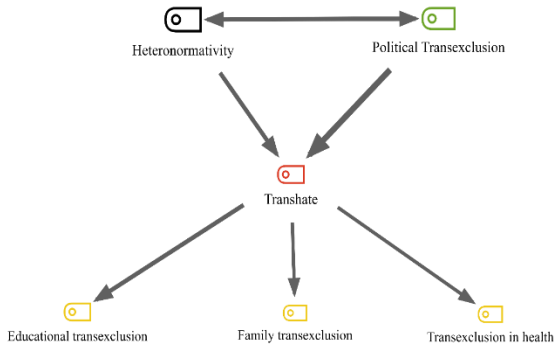 Heteronormativity
Political Transexclusion
Transhate
Educational transexclusion
Family transexclusion
Transexclusion in health